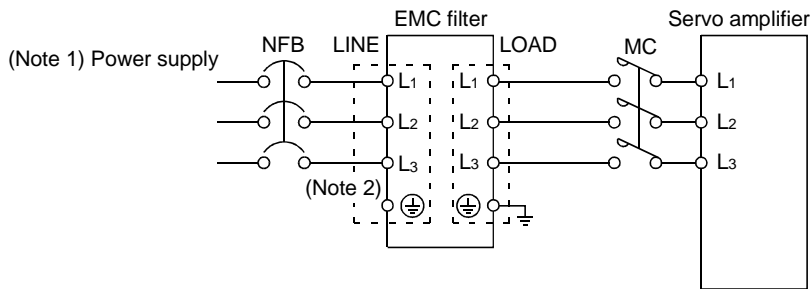 EMC filter
Servo amplifier
NFB
LINE
LOAD
MC
(Note 1) Power supply
L1
L1
L1
L2
L2
L2
L3
L3
L3
(Note 2)